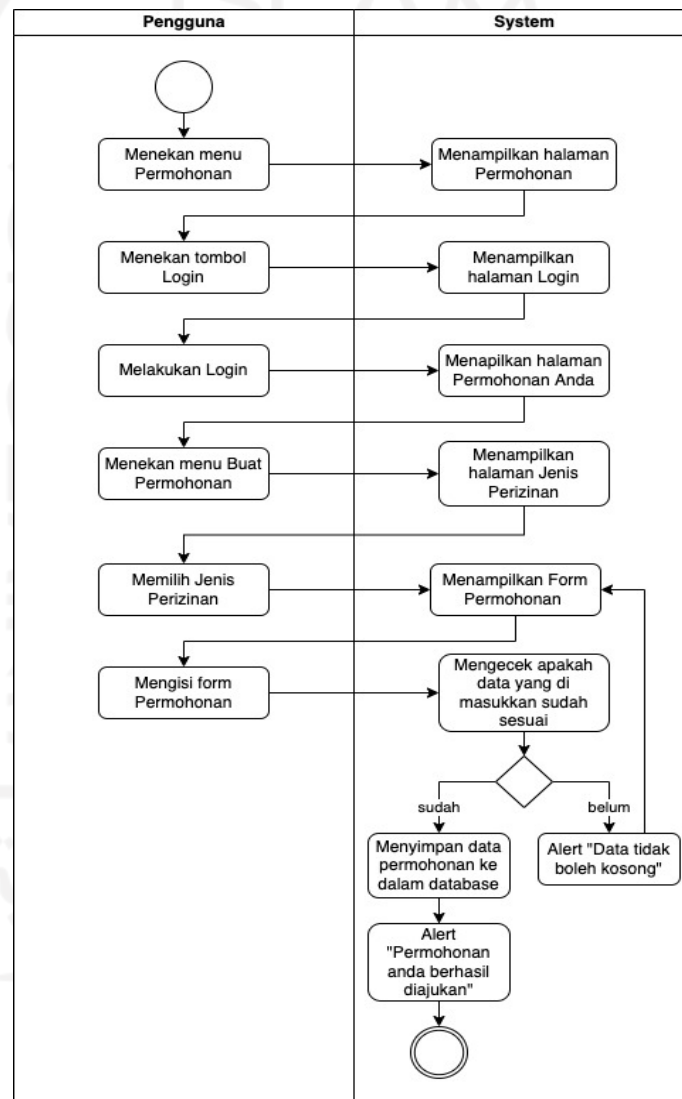 Pengguna
System
Menekan menu
Permohonan
Menampilkan halaman
Permohonan
Menekan tombol
Login
Menampilkan
halaman Login
Melakukan Login
Menapilkan halaman
Permohonan Anda
Menekan menu Buat
Permohonan
Menampilkan
halaman Jenis
Perizinan
Memilih Jenis
Perizinan
Menampilkan Form
Permohonan
Mengisi form
Permohonan
Mengecek apakah
data yang di
masukkan sudah
sesuai
sudah
belum
Menyimpan data
permohonan ke
dalam database
Alert "Data tidak
boleh kosong"
Alert
"Permohonan
anda berhasil
diajukan"